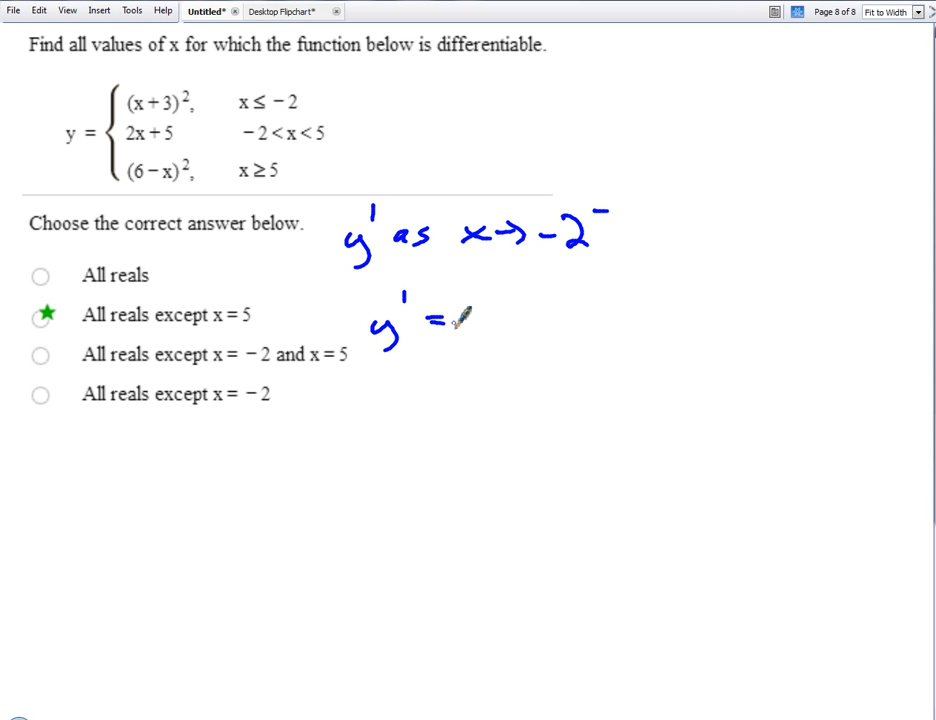 File Edit View Insert Tools Help Untitled* Desktop Flipchart* Page 8 of 8 Fit to Width
Find all values of x for which the function below is differentiable.
(x+3)², x ≤ −2
y = { 2x+5 −2<x<5
(6−x)², x ≥ 5
Choose the correct answer below.
y' as x → −2⁻
All reals
All reals except x = 5
y' =
All reals except x = −2 and x = 5
All reals except x = −2